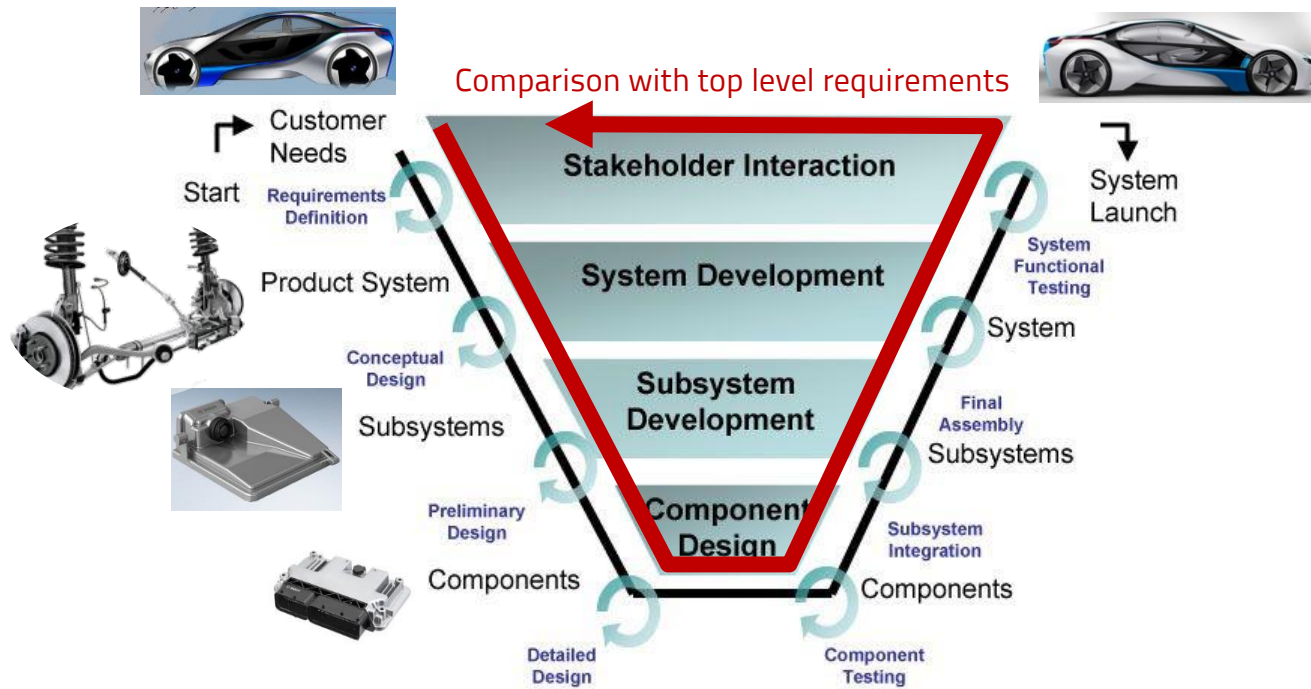 Comparison with top level requirements
Customer
Needs
Start
Requirements
Definition
Stakeholder Interaction
System
Launch
System
Functional
Testing
Product System
System Development
System
Conceptual
Design
Subsystem
Development
Final
Assembly
Subsystems
Subsystems
Preliminary
Design
Component
Design
Subsystem
Integration
Components
Components
Detailed
Design
Component
Testing